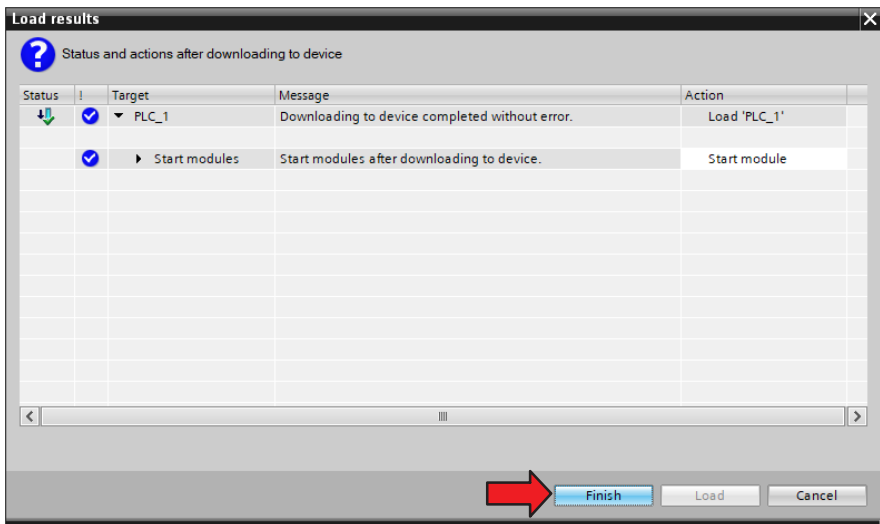 Load results
Status and actions after downloading to device
Status ! Target Message Action
PLC_1 Downloading to device completed without error. Load 'PLC_1'
Start modules Start modules after downloading to device. Start module
Finish Load Cancel